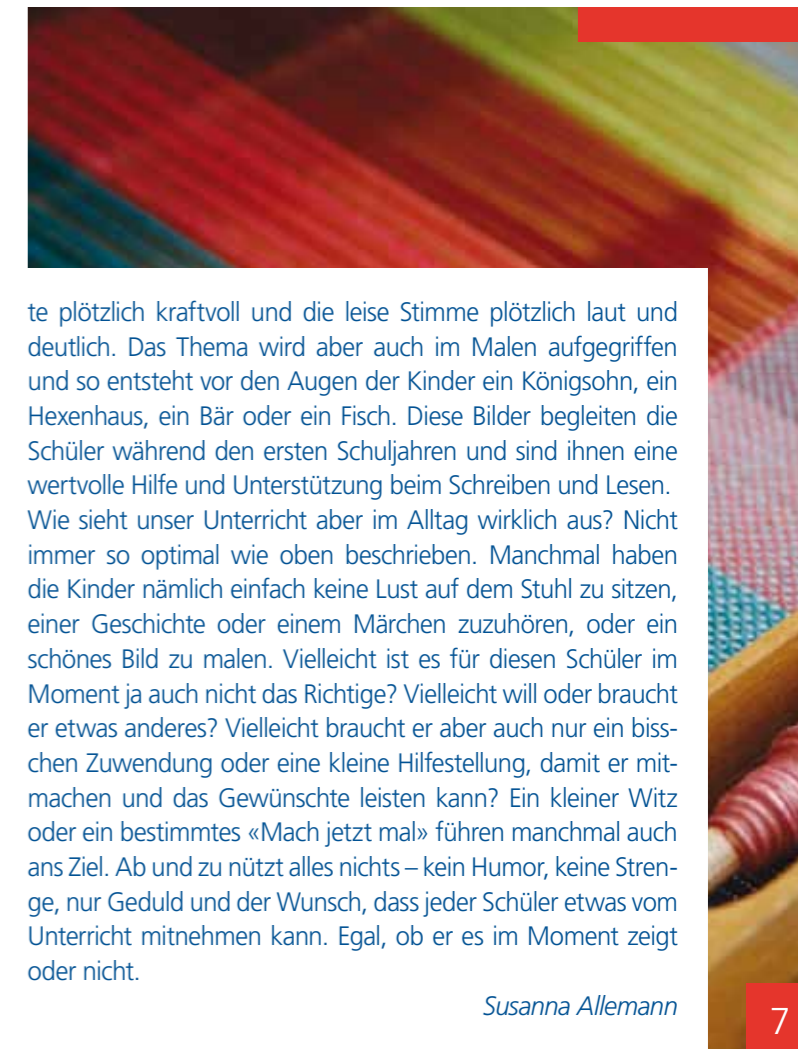 te plötzlich kraftvoll und die leise Stimme plötzlich laut und
deutlich. Das Thema wird aber auch im Malen aufgegriffen
und so entsteht vor den Augen der Kinder ein Königsohn, ein
Hexenhaus, ein Bär oder ein Fisch. Diese Bilder begleiten die
Schüler während den ersten Schuljahren und sind ihnen eine
wertvolle Hilfe und Unterstützung beim Schreiben und Lesen.
Wie sieht unser Unterricht aber im Alltag wirklich aus? Nicht
immer so optimal wie oben beschrieben. Manchmal haben
die Kinder nämlich einfach keine Lust auf dem Stuhl zu sitzen,
einer Geschichte oder einem Märchen zuzuhören, oder ein
schönes Bild zu malen. Vielleicht ist es für diesen Schüler im
Moment ja auch nicht das Richtige? Vielleicht will oder braucht
er etwas anderes? Vielleicht braucht er aber auch nur ein biss-
chen Zuwendung oder eine kleine Hilfestellung, damit er mit-
machen und das Gewünschte leisten kann? Ein kleiner Witz
oder ein bestimmtes «Mach jetzt mal» führen manchmal auch
ans Ziel. Ab und zu nützt alles nichts – kein Humor, keine Stren-
ge, nur Geduld und der Wunsch, dass jeder Schüler etwas vom
Unterricht mitnehmen kann. Egal, ob er es im Moment zeigt
oder nicht.
Susanna Allemann
7